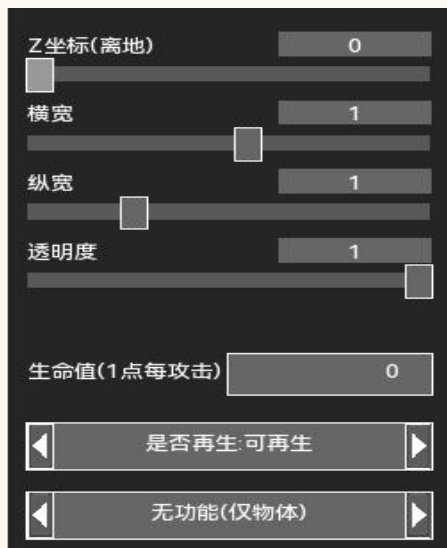 Z坐标(离地) 0
横宽 1
纵宽 1
透明度 1
生命值(1点每攻击) 0
是否再生:可再生
无功能(仅物体)